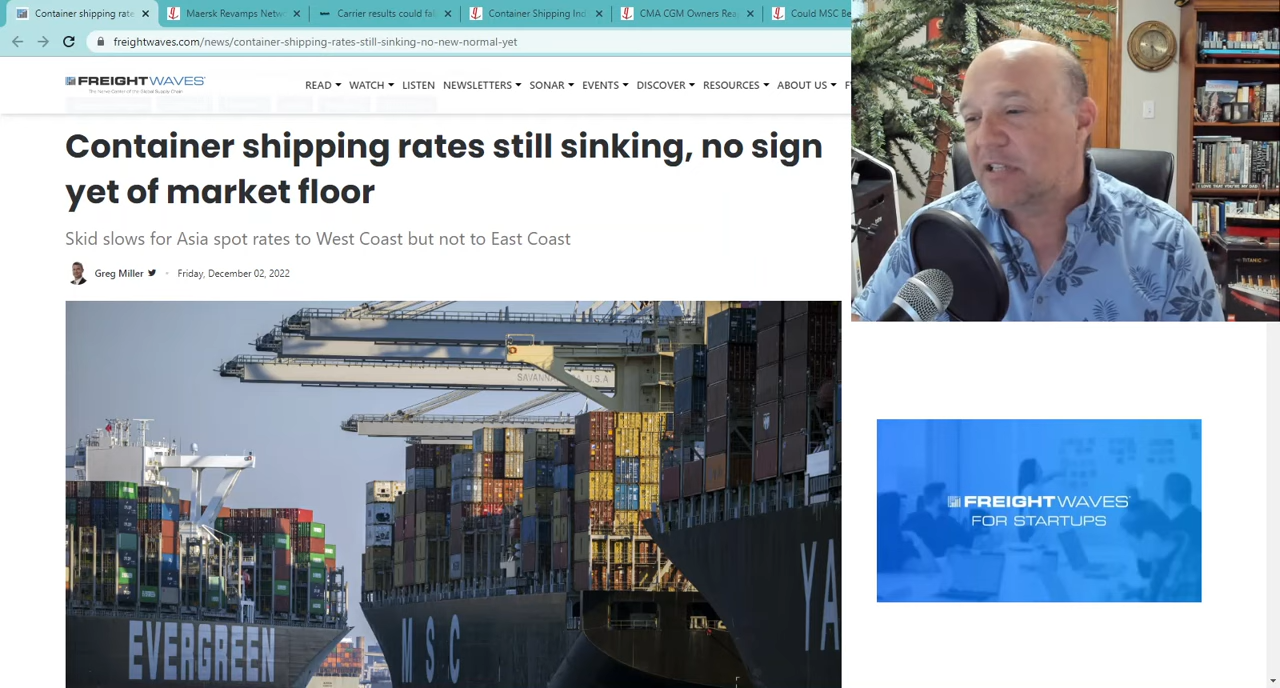 Container shipping rate
Maersk Revamps Netw
Carrier results could fal
Container Shipping Ind
CMA CGM Owners Rea
Could MSC Be
freightwaves.com/news/container-shipping-rates-still-sinking-no-new-normal-yet
FREIGHTWAVES
READ WATCH LISTEN NEWSLETTERS SONAR EVENTS DISCOVER RESOURCES ABOUT US F
Container shipping rates still sinking, no sign
yet of market floor
Skid slows for Asia spot rates to West Coast but not to East Coast
Greg Miller • Friday, December 02, 2022
SAVANNAH, U.S.A
EVERGREEN
MSC
YA
TITANIC
FREIGHTWAVES
FOR STARTUPS